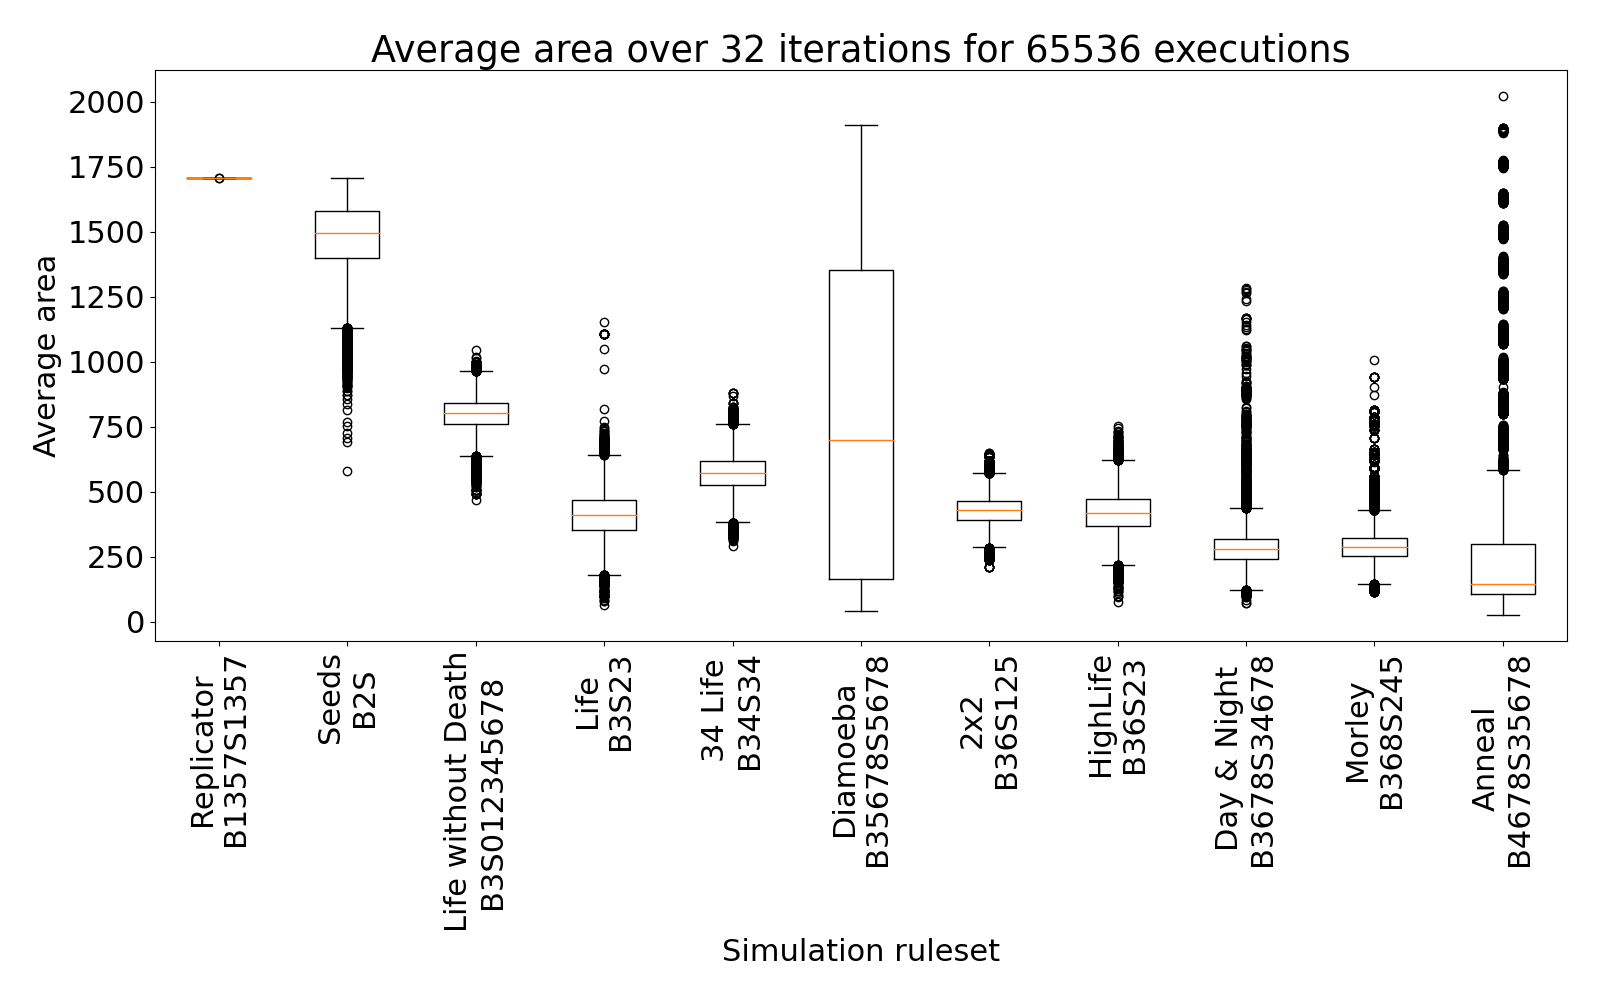 Average area over 32 iterations for 65536 executions
Average area
2000
1750
1500
1250
1000
750
500
250
0
Replicator
B1357S1357
Seeds
B2S
Life without Death
B3S012345678
Life
B3S23
34 Life
B34S34
Diamoeba
B35678S5678
2x2
B36S125
HighLife
B36S23
Day & Night
B3678S34678
Morley
B368S245
Anneal
B4678S35678
Simulation ruleset